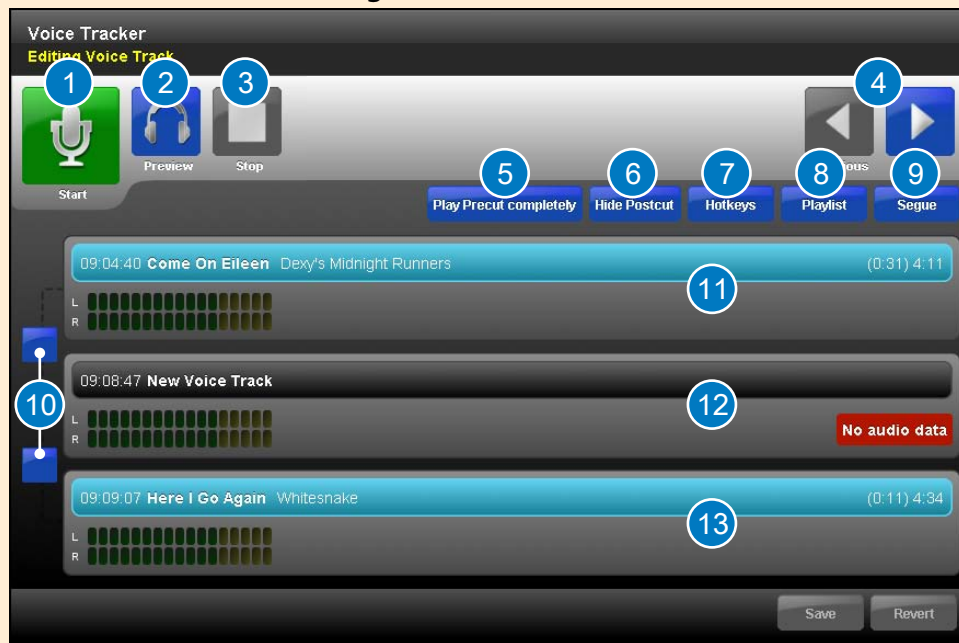 Voice Tracker
Editing Voice Track
1
2
3
4
Preview
Stop
Start
5
6
7
8
9
Play Precut completely
Hide Postcut
Hotkeys
Playlist
Segue
09:04:40 Come On Eileen Dexy's Midnight Runners (0:31) 4:11
11
L
R
10
09:08:47 New Voice Track
12
L
R
No audio data
09:09:07 Here I Go Again Whitesnake (0:11) 4:34
13
L
R
Save
Revert